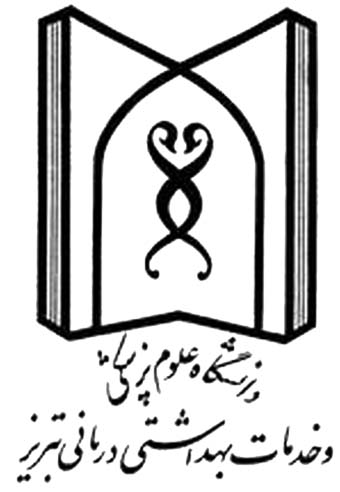 دانشگاه علوم پزشکی
و خدمات بهداشتی درمانی تبریز